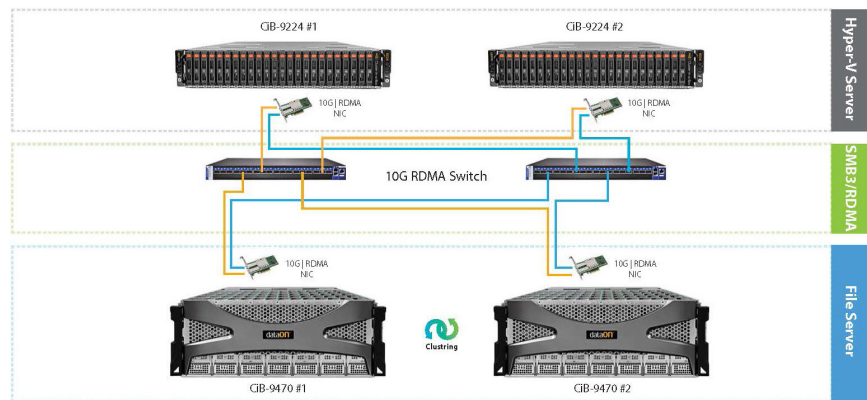 CiB-9224 #1
CiB-9224 #2
Hyper-V Server
10G | RDMA
NIC
10G | RDMA
NIC
10G RDMA Switch
SMB3/RDMA
10G | RDMA
NIC
10G | RDMA
NIC
File Server
dataON
dataON
Clustring
CiB-9470 #1
CiB-9470 #2